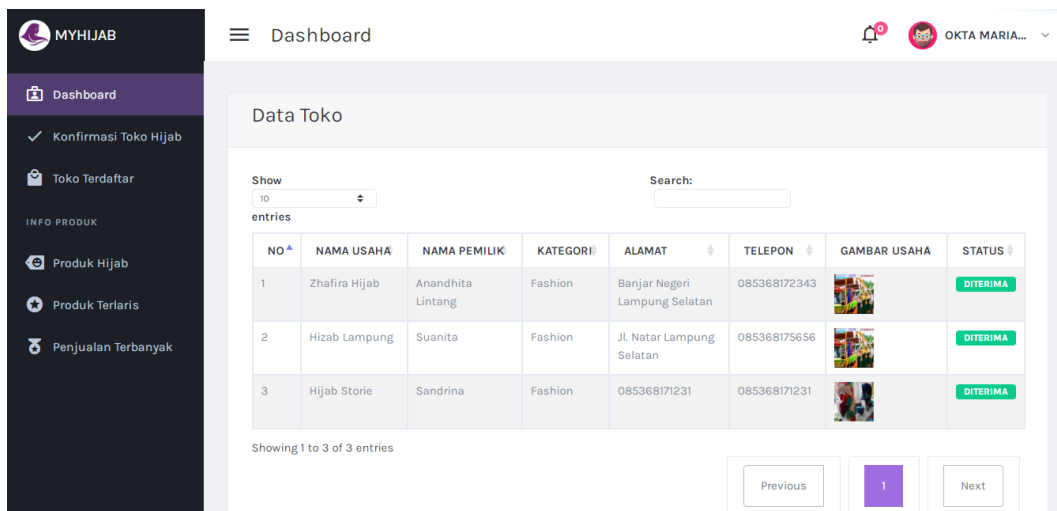 MYHIJAB
Dashboard
0
OKTA MARIA...
Dashboard
Konfirmasi Toko Hijab
Toko Terdaftar
INFO PRODUK
Produk Hijab
Produk Terlaris
Penjualan Terbanyak
Data Toko
Show
10
entries
Search:
NO NAMA USAHA NAMA PEMILIK KATEGORI ALAMAT TELEPON GAMBAR USAHA STATUS
1 Zhafira Hijab Anandhita Lintang Fashion Banjar Negeri Lampung Selatan 085368172343 DITERIMA
2 Hizab Lampung Suanita Fashion Jl. Natar Lampung Selatan 085368175656 DITERIMA
3 Hijab Storie Sandrina Fashion 085368171231 085368171231 DITERIMA
Showing 1 to 3 of 3 entries
Previous 1 Next